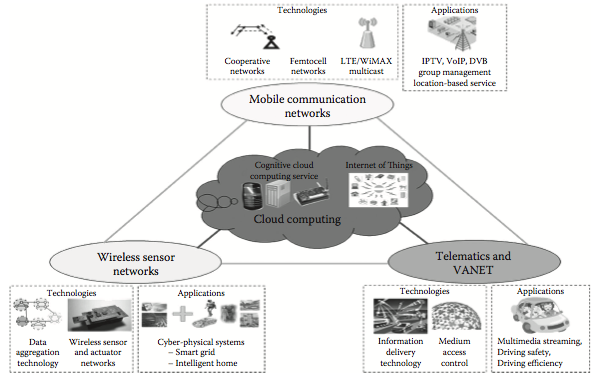 Technologies
Applications
Cooperative
networks
Femtocell
networks
LTE/WiMAX
multicast
IPTV, VoIP, DVB
group management
location-based service
Mobile communication
networks
Cognitive cloud
computing service
Internet of Things
Cloud computing
Wireless sensor
networks
Telematics and
VANET
Technologies
Applications
Technologies
Applications
Data
aggregation
technology
Wireless sensor
and actuator
networks
Cyber-physical systems
– Smart grid
– Intelligent home
Information
delivery
technology
Medium
access
control
Multimedia streaming,
Driving safety,
Driving efficiency